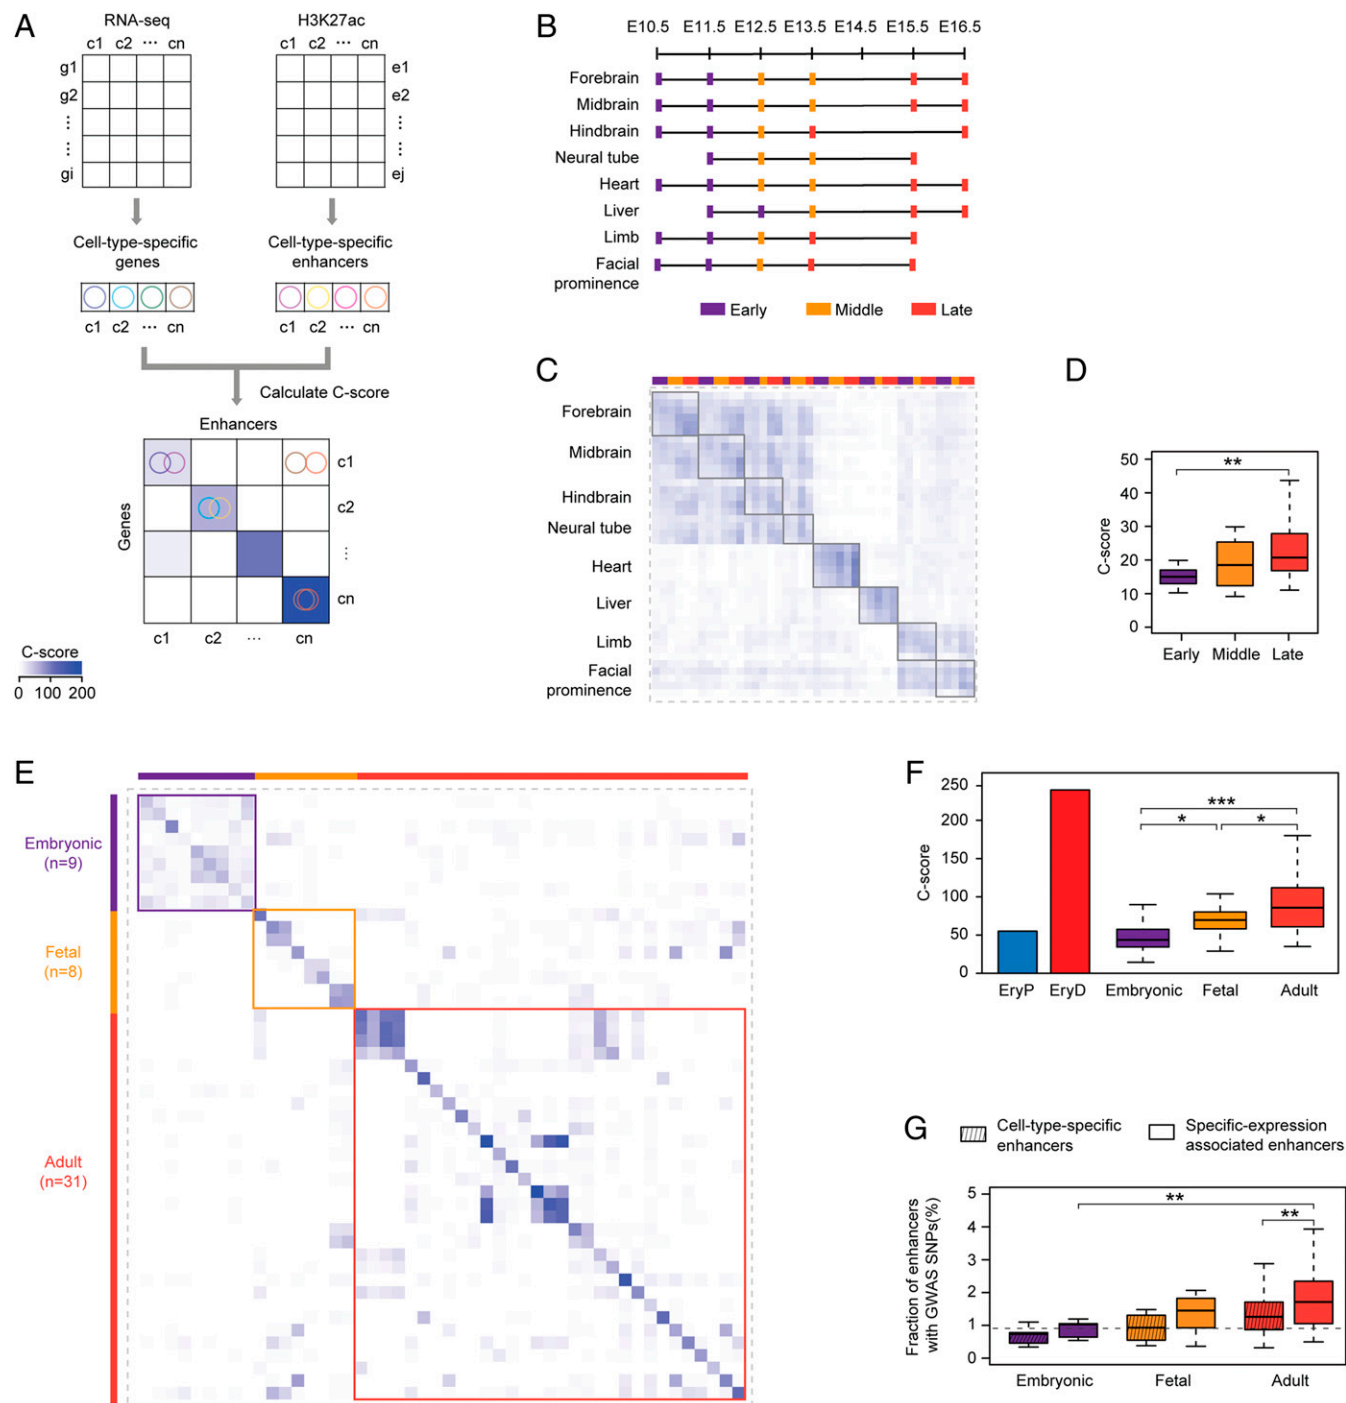 A
RNA-seq
H3K27ac
c1 c2 ··· cn
c1 c2 ··· cn
g1
g2
⋮
⋮
gi
e1
e2
⋮
⋮
ej
Cell-type-specific
genes
Cell-type-specific
enhancers
c1 c2 ··· cn
c1 c2 ··· cn
Calculate C-score
Enhancers
Genes
c1
c2
⋮
cn
c1 c2 ··· cn
C-score
0 100 200
B
E10.5 E11.5 E12.5 E13.5 E14.5 E15.5 E16.5
Forebrain
Midbrain
Hindbrain
Neural tube
Heart
Liver
Limb
Facial
prominence
Early Middle Late
C
Forebrain
Midbrain
Hindbrain
Neural tube
Heart
Liver
Limb
Facial
prominence
D
C-score
50
40
30
20
10
0
**
Early Middle Late
E
Embryonic
(n=9)
Fetal
(n=8)
Adult
(n=31)
F
C-score
250
200
100
50
0
***
* *
EryP EryD Embryonic Fetal Adult
G
Cell-type-specific
enhancers
Specific-expression
associated enhancers
Fraction of enhancers
with GWAS SNPs(%)
5
4
3
2
1
0
**
**
Embryonic Fetal Adult